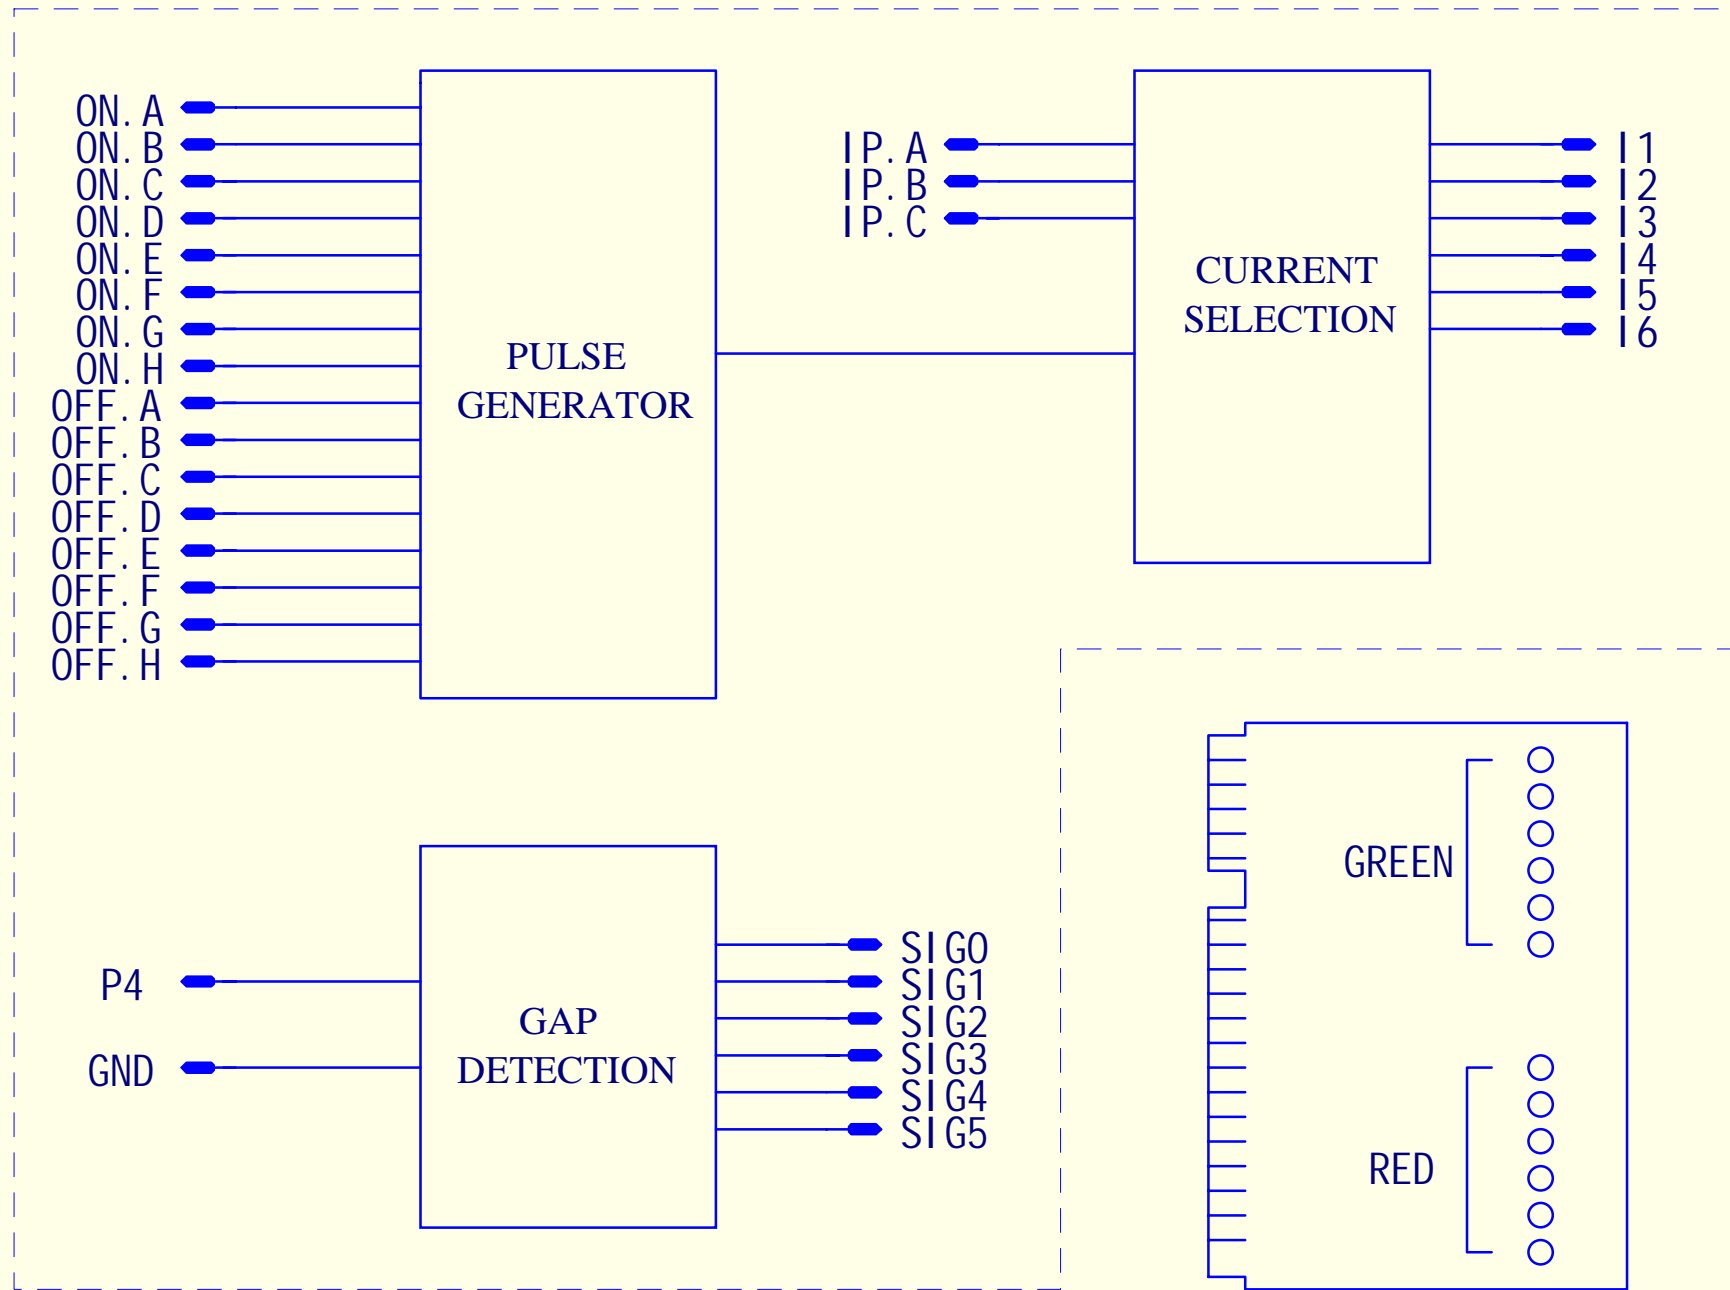 ON.A
ON.B
ON.C
ON.D
ON.E
ON.F
ON.G
ON.H
OFF.A
OFF.B
OFF.C
OFF.D
OFF.E
OFF.F
OFF.G
OFF.H
PULSE
GENERATOR
IP.A
IP.B
IP.C
CURRENT
SELECTION
I1
I2
I3
I4
I5
I6
P4
GND
GAP
DETECTION
SIG0
SIG1
SIG2
SIG3
SIG4
SIG5
GREEN
RED